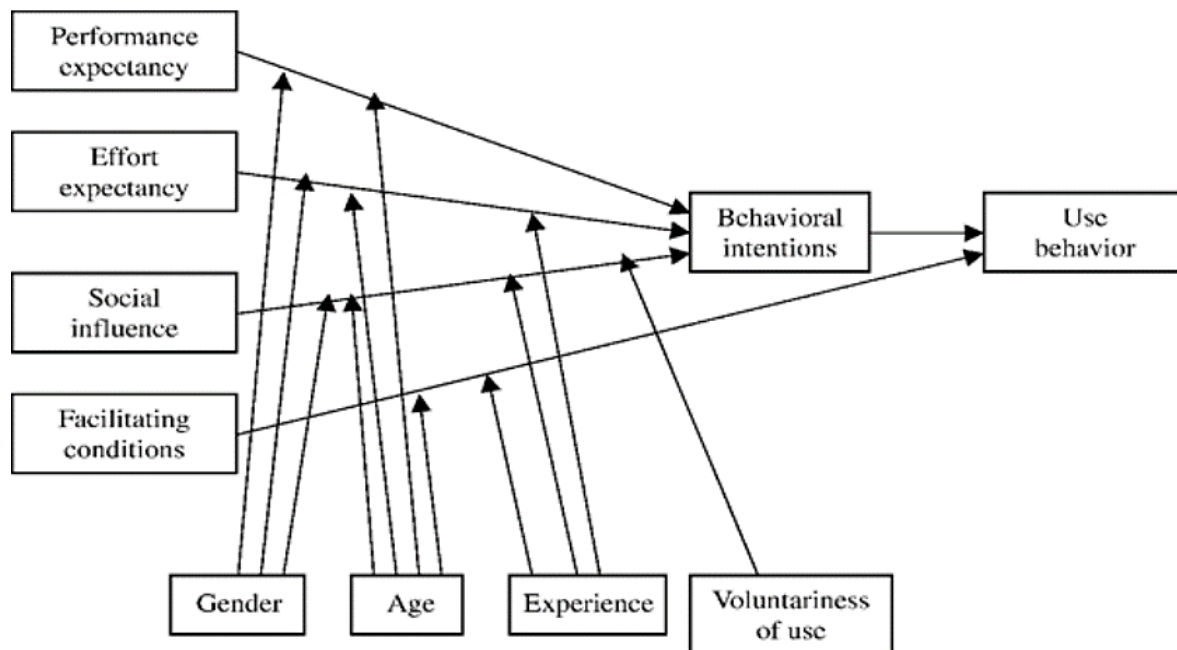 Performance
expectancy
Effort
expectancy
Social
influence
Facilitating
conditions
Behavioral
intentions
Use
behavior
Gender
Age
Experience
Voluntariness
of use